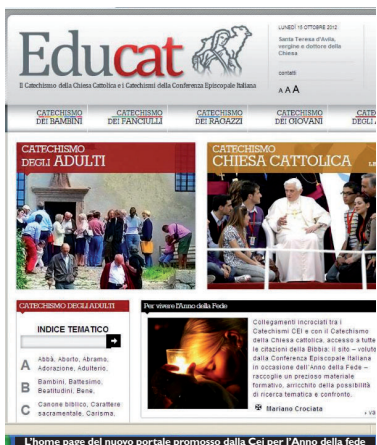 LUNEDÌ 15 OTTOBRE 2012
Educat
Santa Teresa d'Avila,
vergine e dottore della
Chiesa
Il Catechismo della Chiesa Cattolica e i Catechismi della Conferenza Episcopale Italiana
contatti
A A A
CATECHISMO
DEI BAMBINI
CATECHISMO
DEI FANCIULLI
CATECHISMO
DEI RAGAZZI
CATECHISMO
DEI GIOVANI
CATE
DEGLI A
CATECHISMO
DEGLI ADULTI
CATECHISMO
CHIESA CATTOLICA
CATECHISMO DEGLI ADULTI
INDICE TEMATICO
A
Abbà, Aborto, Abramo,
Adorazione, Adulterio,
B
Bambini, Battesimo,
Beatitudini, Bene,
C
Canone biblico, Carattere
sacramentale, Carisma,
Per vivere l'Anno della Fede
Collegamenti incrociati tra i
Catechismi CEI e con il Catechismo
della Chiesa cattolica, accesso a tutte
le citazioni della Bibbia: il sito – voluto
dalla Conferenza Episcopale Italiana
in occasione dell'Anno della Fede –
raccoglie un prezioso materiale
formativo, arricchito della possibilità
di ricerca tematica e confronto.
Mariano Crociata
L'home page del nuovo portale promosso dalla Cei per l'Anno della fede